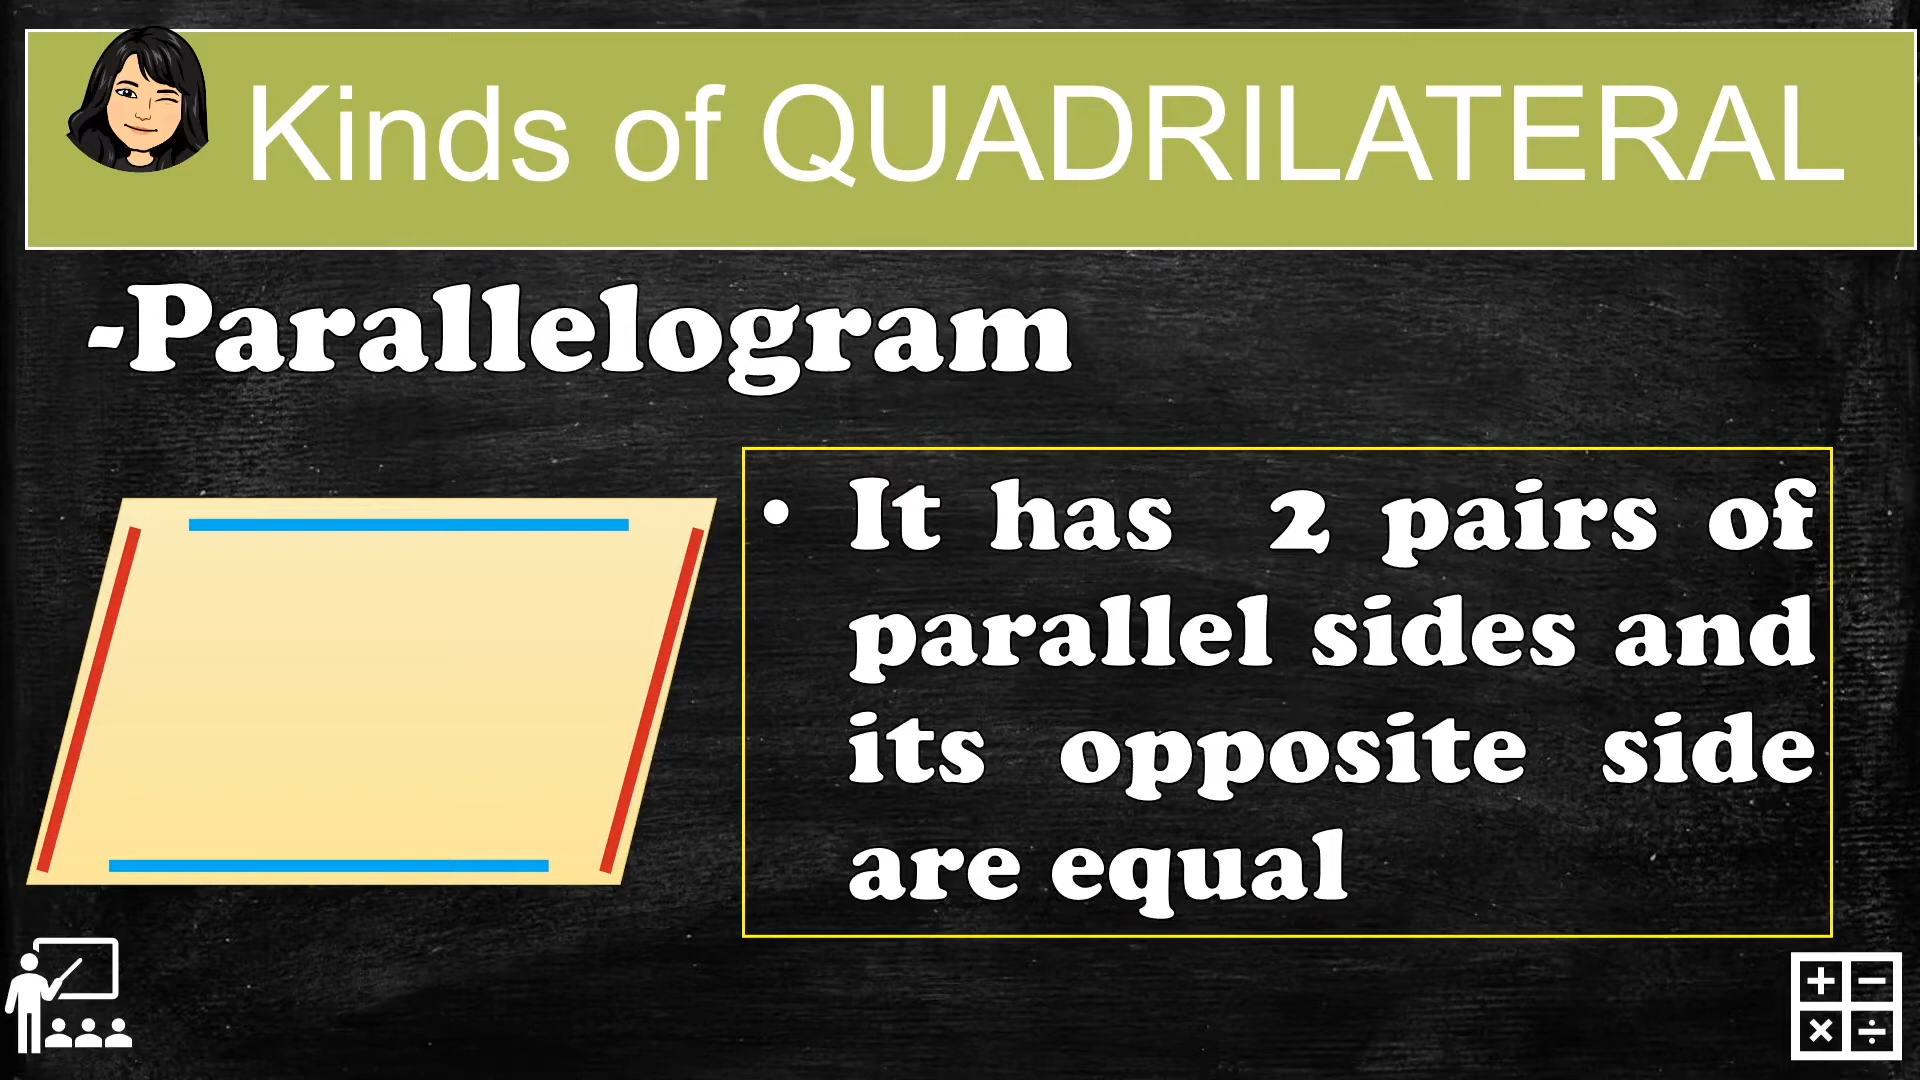 Kinds of QUADRILATERAL
-Parallelogram
• It has 2 pairs of
parallel sides and
its opposite side
are equal